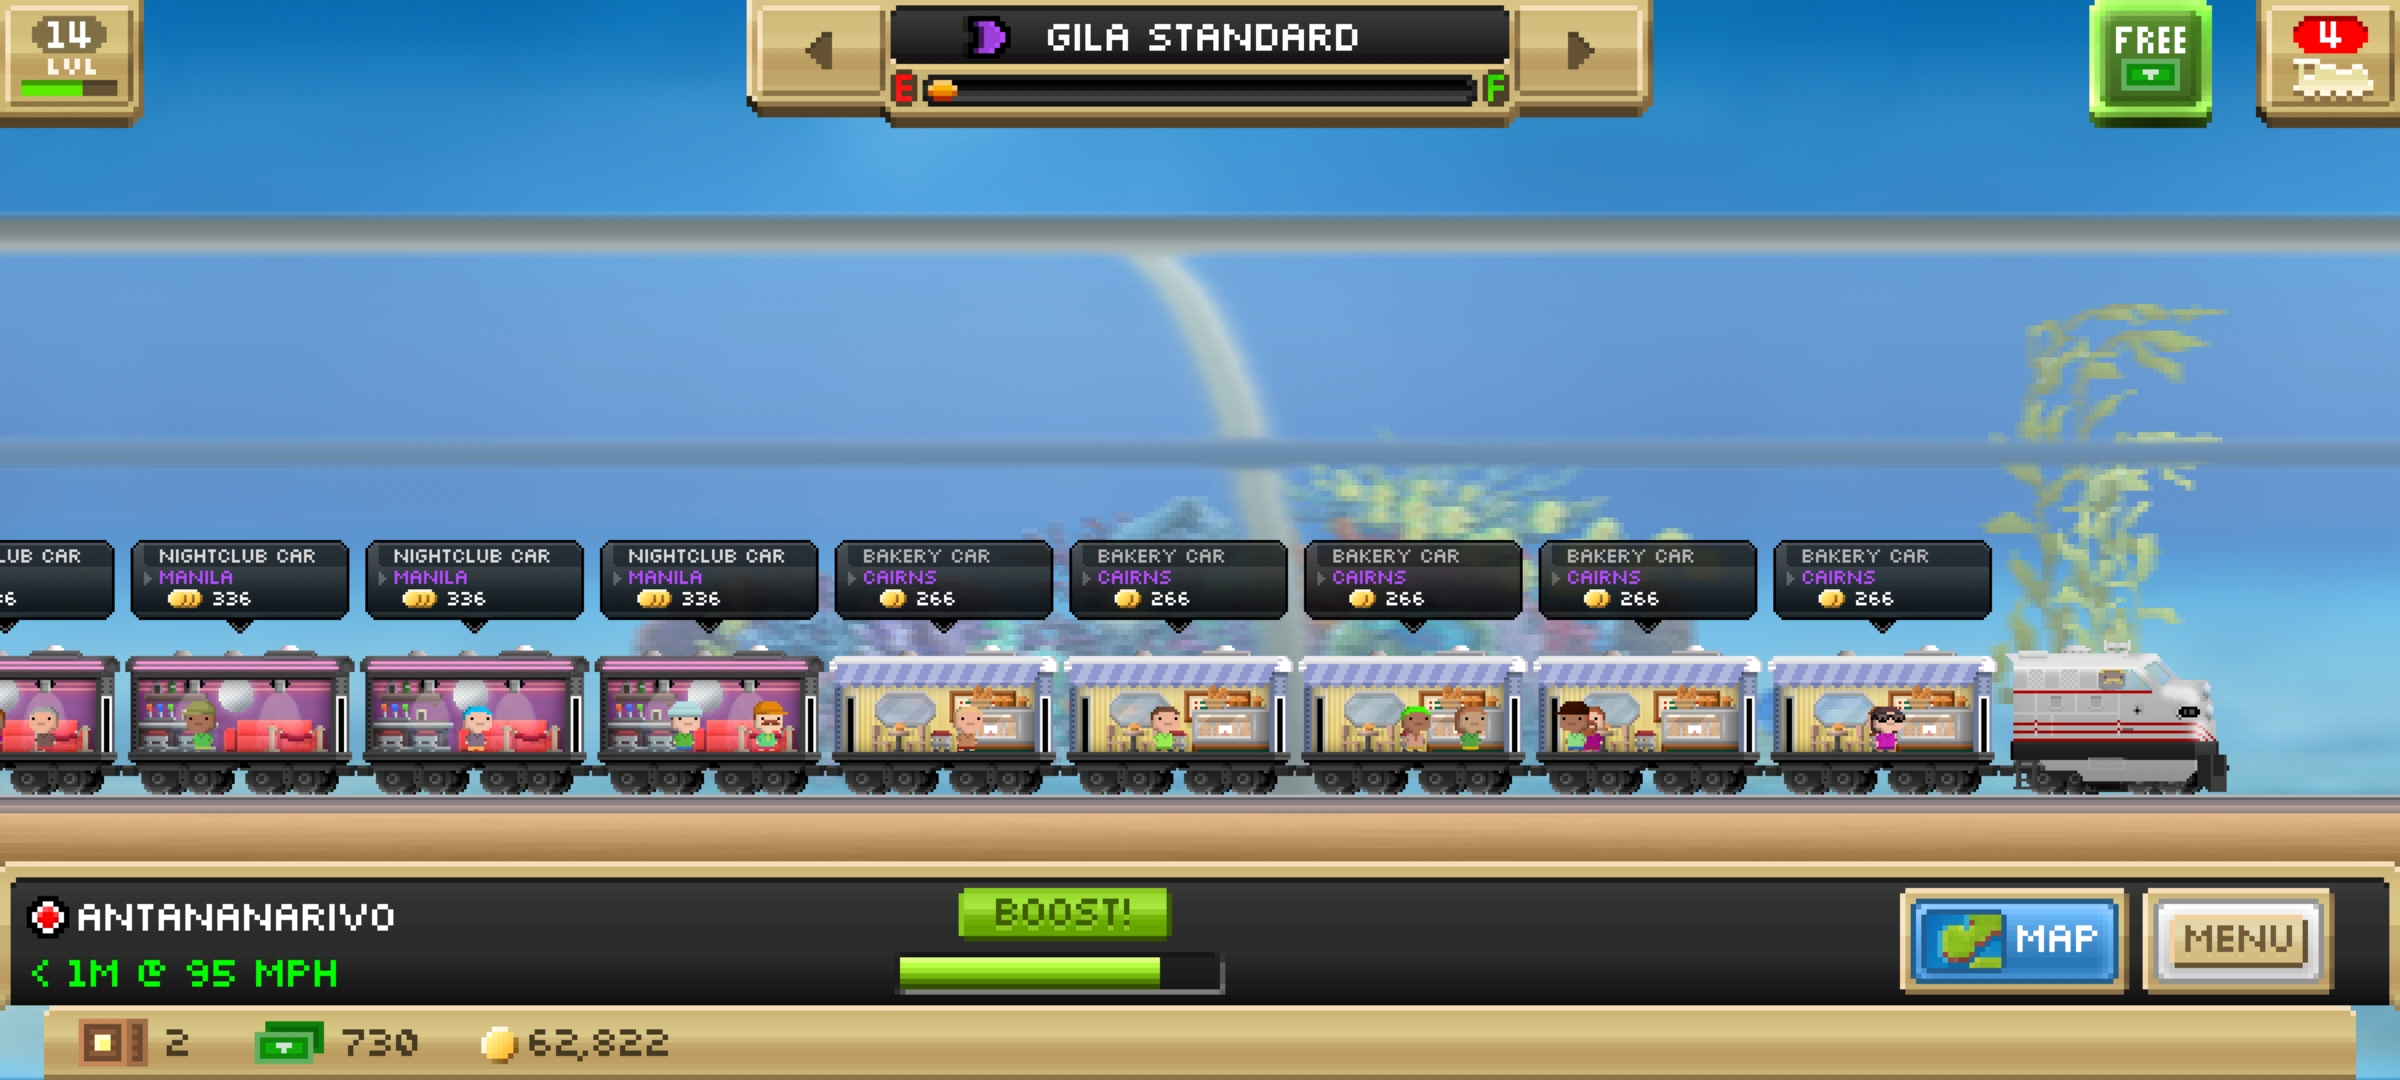 14
LVL
GILA STANDARD
E
F
FREE
4
LUB CAR
NIGHTCLUB CAR
MANILA
336
NIGHTCLUB CAR
MANILA
336
NIGHTCLUB CAR
MANILA
336
BAKERY CAR
CAIRNS
266
BAKERY CAR
CAIRNS
266
BAKERY CAR
CAIRNS
266
BAKERY CAR
CAIRNS
266
BAKERY CAR
CAIRNS
266
ANTANANARIVO
< 1M @ 95 MPH
BOOST!
MAP
MENU
2
730
62,822